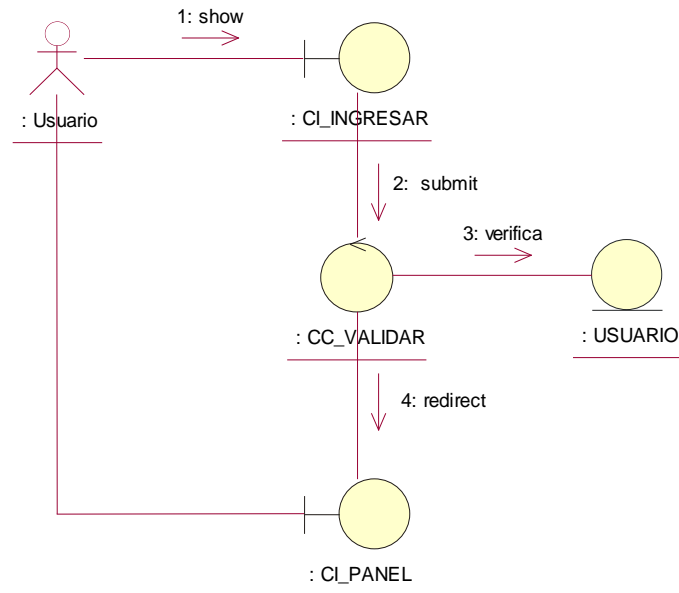 1: show
: Usuario
: CI_INGRESAR
2: submit
3: verifica
: CC_VALIDAR
: USUARIO
4: redirect
: CI_PANEL